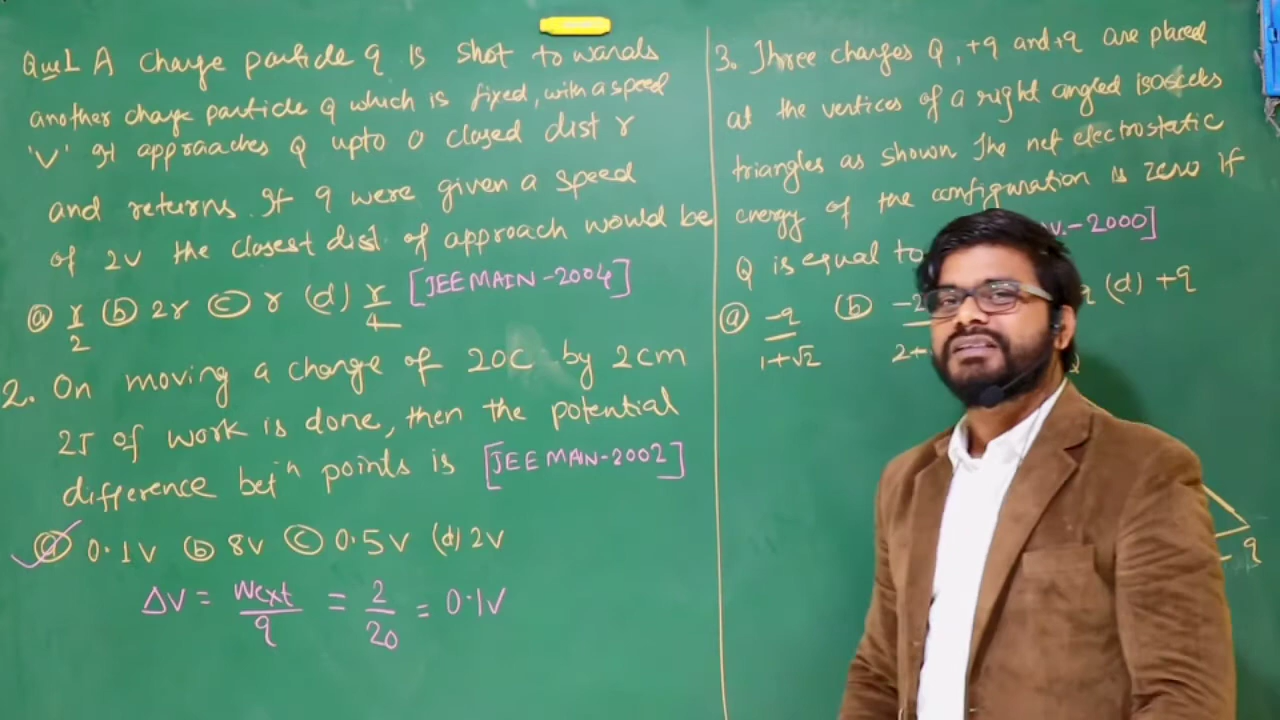 Que1 A charge particle q is shot towards
another charge particle Q which is fixed, with a speed
'V' It approaches Q upto a closed dist r
and returns. If q were given a speed
of 2v the closest dist. of approach would be
(a) r/2 (b) 2r (c) r (d) r/4 [JEE MAIN-2004]
2. On moving a charge of 20C by 2cm
2J of work is done, then the potential
difference betⁿ points is [JEE MAN-2002]
(a) 0.1V (b) 8V (c) 0.5V (d) 2V
ΔV = Wext/q = 2/20 = 0.1V
3. Three charges Q, +q and +q are placed
at the vertices of a right angled isosceles
triangles as shown The net electrostatic
energy of the configuration is zero if
Q is equal to -2000]
(a) -q/1+√2 (b) (d) +q
q